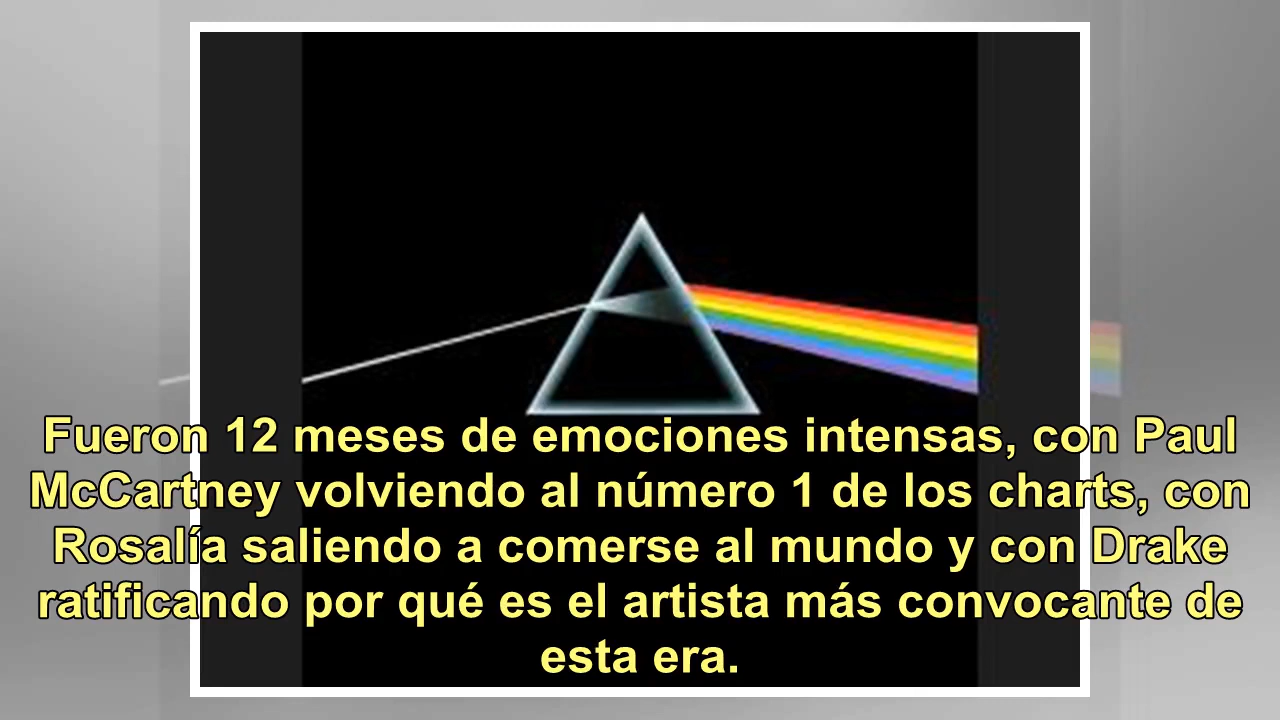 Fueron 12 meses de emociones intensas, con Paul
McCartney volviendo al número 1 de los charts, con
Rosalía saliendo a comerse al mundo y con Drake
ratificando por qué es el artista más convocante de
esta era.